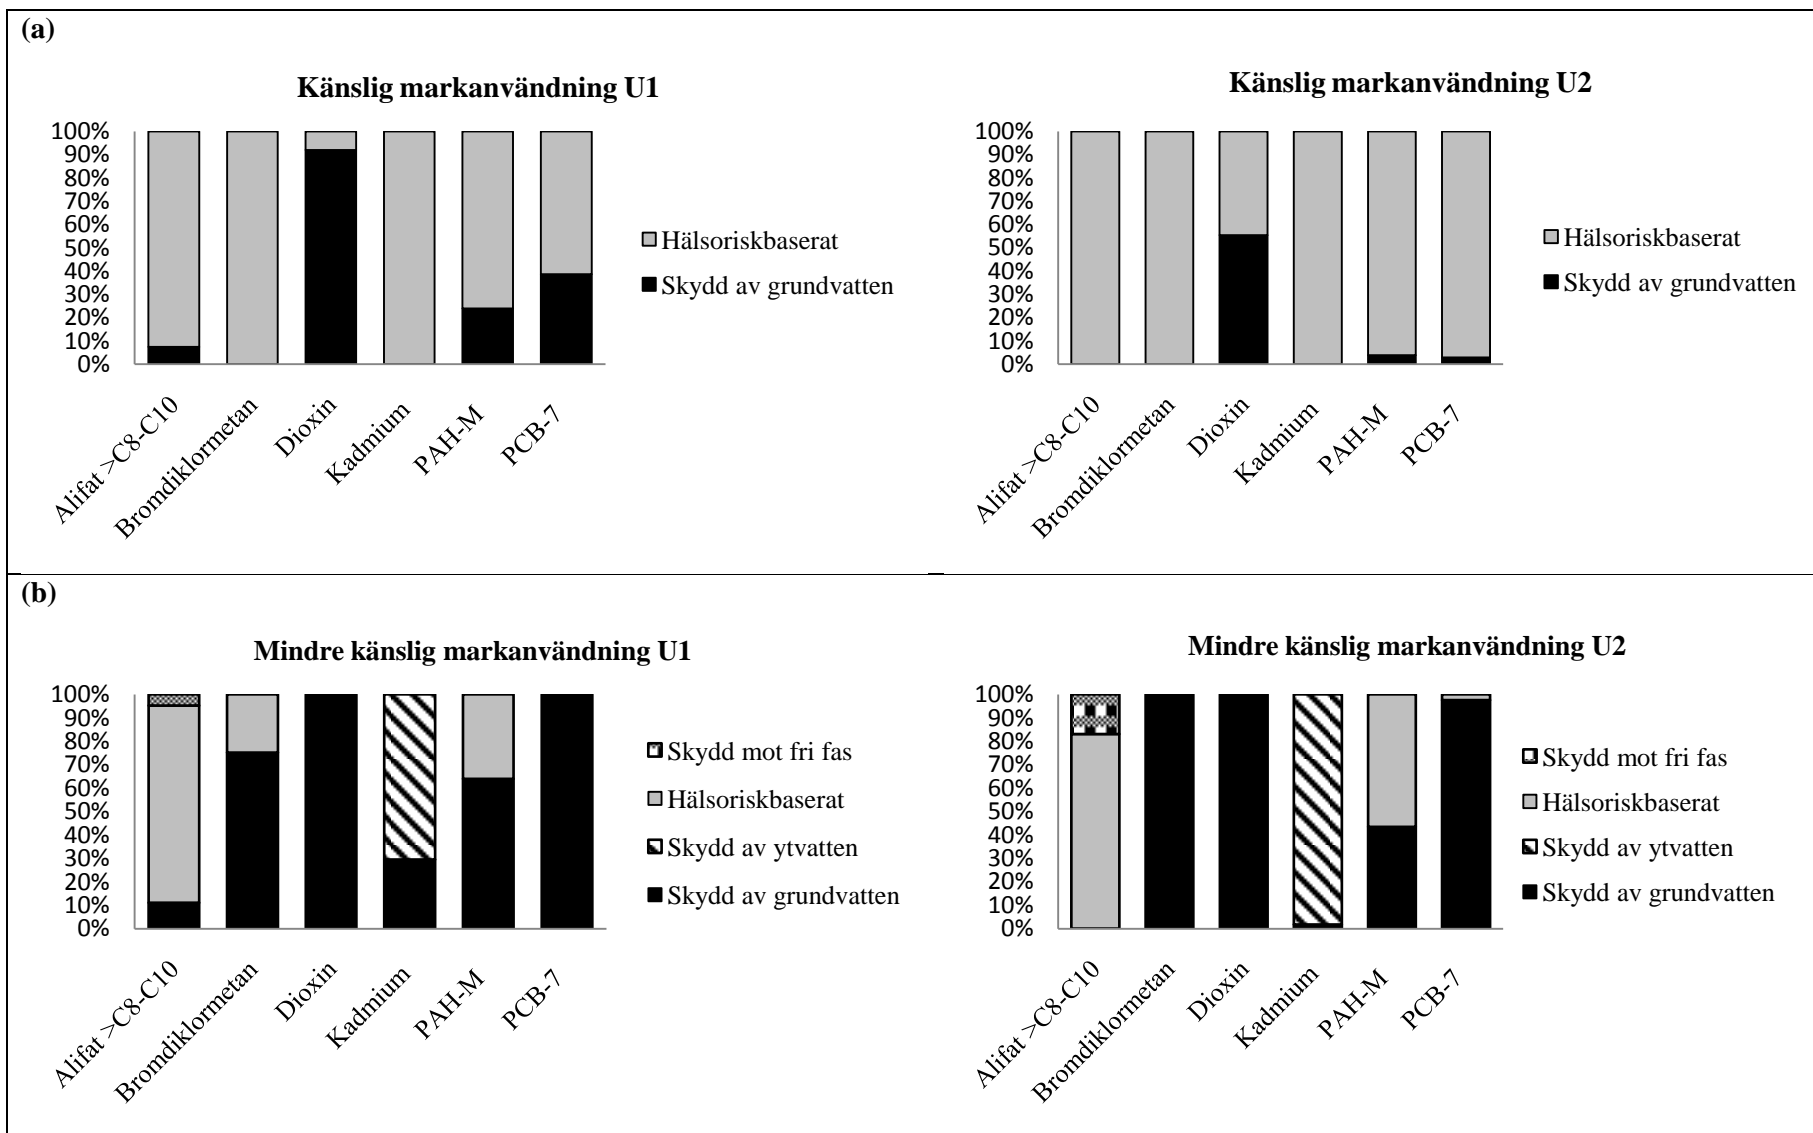 (a)
Känslig markanvändning U1
100%
90%
80%
70%
60%
50%
40%
30%
20%
10%
0%
Alifat >C8-C10
Bromdiklormetan
Dioxin
Kadmium
PAH-M
PCB-7
Hälsoriskbaserat
Skydd av grundvatten
Känslig markanvändning U2
100%
90%
80%
70%
60%
50%
40%
30%
20%
10%
0%
Alifat >C8-C10
Bromdiklormetan
Dioxin
Kadmium
PAH-M
PCB-7
Hälsoriskbaserat
Skydd av grundvatten
(b)
Mindre känslig markanvändning U1
100%
90%
80%
70%
60%
50%
40%
30%
20%
10%
0%
Alifat >C8-C10
Bromdiklormetan
Dioxin
Kadmium
PAH-M
PCB-7
Skydd mot fri fas
Hälsoriskbaserat
Skydd av ytvatten
Skydd av grundvatten
Mindre känslig markanvändning U2
100%
90%
80%
70%
60%
50%
40%
30%
20%
10%
0%
Alifat >C8-C10
Bromdiklormetan
Dioxin
Kadmium
PAH-M
PCB-7
Skydd mot fri fas
Hälsoriskbaserat
Skydd av ytvatten
Skydd av grundvatten